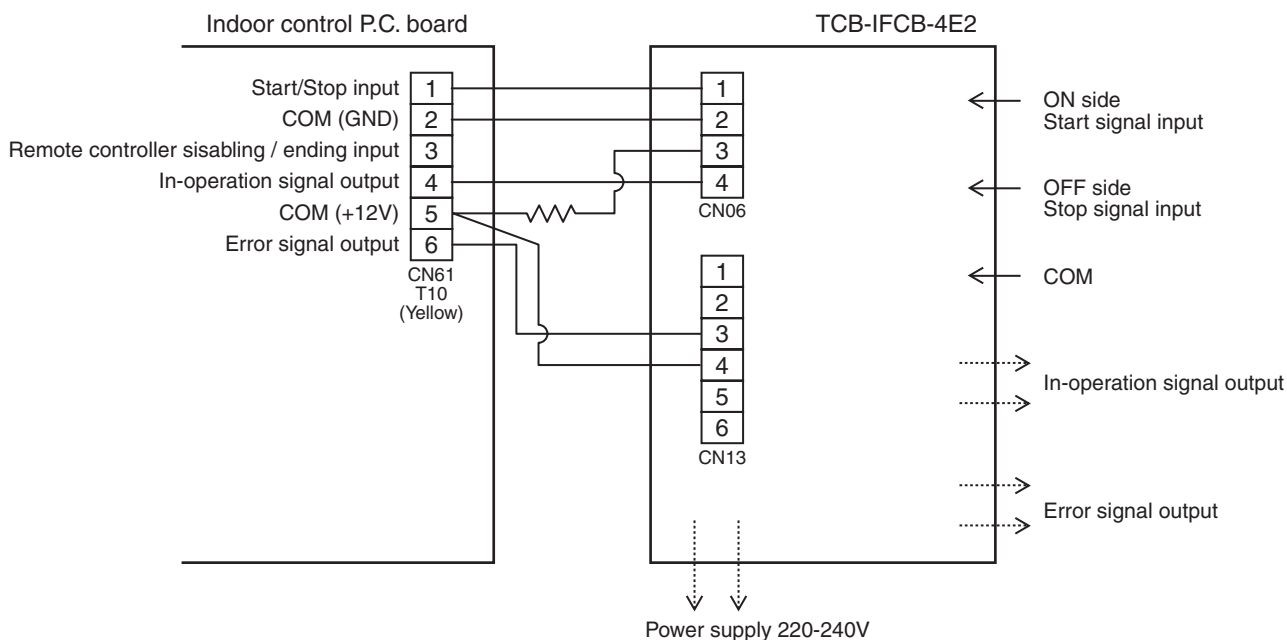 Indoor control P.C. board
TCB-IFCB-4E2
Start/Stop input 1
COM (GND) 2
Remote controller sisabling / ending input 3
In-operation signal output 4
COM (+12V) 5
Error signal output 6
CN61
T10
(Yellow)
1
2
3
4
CN06
1
2
3
4
5
6
CN13
ON side
Start signal input
OFF side
Stop signal input
COM
In-operation signal output
Error signal output
Power supply 220-240V